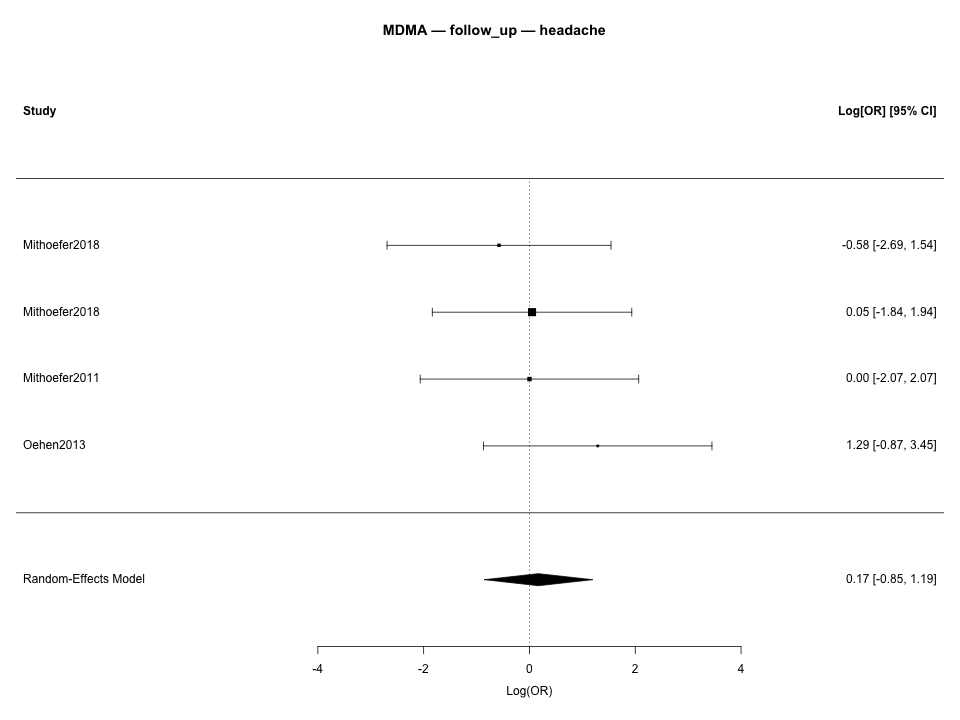 MDMA — follow_up — headache
Study Log[OR] [95% CI]
Mithoefer2018 -0.58 [-2.69, 1.54]
Mithoefer2018 0.05 [-1.84, 1.94]
Mithoefer2011 0.00 [-2.07, 2.07]
Oehen2013 1.29 [-0.87, 3.45]
Random-Effects Model 0.17 [-0.85, 1.19]
-4 -2 0 2 4
Log(OR)